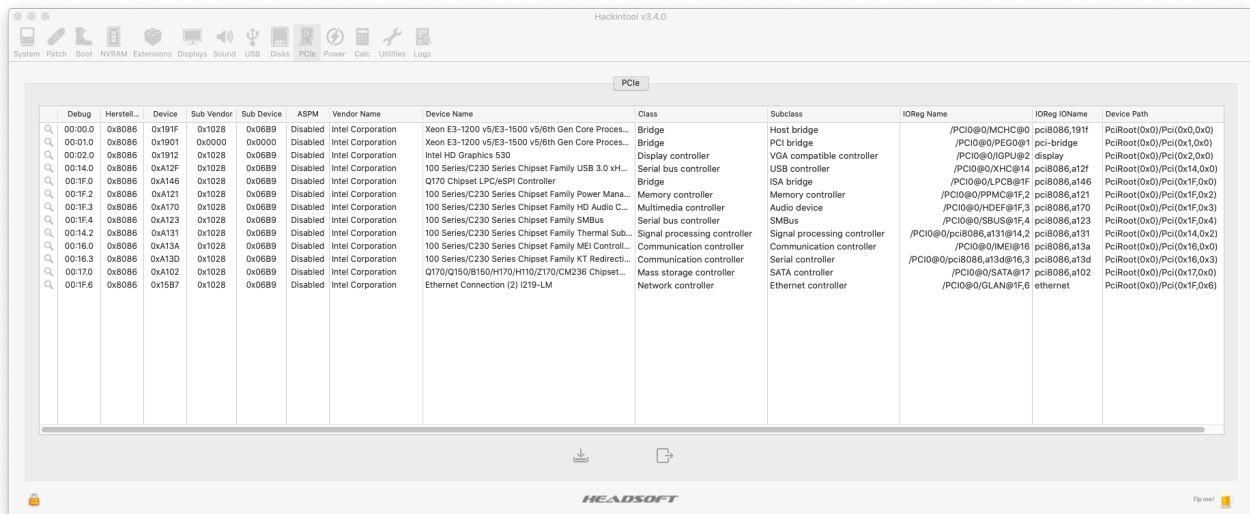 Hackintool v3.4.0
System Patch Boot NVRAM Extensions Displays Sound USB Disks PCIe Power Calc Utilities Logs
PCIe
Debug Herstell... Device Sub Vendor Sub Device ASPM Vendor Name Device Name Class Subclass IOReg Name IOReg IOName Device Path
00:00.0 0x8086 0x191F 0x1028 0x06B9 Disabled Intel Corporation Xeon E3-1200 v5/E3-1500 v5/6th Gen Core Proces... Bridge Host bridge /PCI0@0/MCHC@0 pci8086,191f PciRoot(0x0)/Pci(0x0,0x0)
00:01.0 0x8086 0x1901 0x0000 0x0000 Disabled Intel Corporation Xeon E3-1200 v5/E3-1500 v5/6th Gen Core Proces... Bridge PCI bridge /PCI0@0/PEG0@1 pci-bridge PciRoot(0x0)/Pci(0x1,0x0)
00:02.0 0x8086 0x1912 0x1028 0x06B9 Disabled Intel Corporation Intel HD Graphics 530 Display controller VGA compatible controller /PCI0@0/IGPU@2 display PciRoot(0x0)/Pci(0x2,0x0)
00:14.0 0x8086 0xA12F 0x1028 0x06B9 Disabled Intel Corporation 100 Series/C230 Series Chipset Family USB 3.0 xH... Serial bus controller USB controller /PCI0@0/XHC@14 pci8086,a12f PciRoot(0x0)/Pci(0x14,0x0)
00:1F.0 0x8086 0xA146 0x1028 0x06B9 Disabled Intel Corporation Q170 Chipset LPC/eSPI Controller Bridge ISA bridge /PCI0@0/LPCB@1F pci8086,a146 PciRoot(0x0)/Pci(0x1F,0x0)
00:1F.2 0x8086 0xA121 0x1028 0x06B9 Disabled Intel Corporation 100 Series/C230 Series Chipset Family Power Mana... Memory controller Memory controller /PCI0@0/PPMC@1F,2 pci8086,a121 PciRoot(0x0)/Pci(0x1F,0x2)
00:1F.3 0x8086 0xA170 0x1028 0x06B9 Disabled Intel Corporation 100 Series/C230 Series Chipset Family HD Audio C... Multimedia controller Audio device /PCI0@0/HDEF@1F,3 pci8086,a170 PciRoot(0x0)/Pci(0x1F,0x3)
00:1F.4 0x8086 0xA123 0x1028 0x06B9 Disabled Intel Corporation 100 Series/C230 Series Chipset Family SMBus Serial bus controller SMBus /PCI0@0/SBUS@1F,4 pci8086,a123 PciRoot(0x0)/Pci(0x1F,0x4)
00:14.2 0x8086 0xA131 0x1028 0x06B9 Disabled Intel Corporation 100 Series/C230 Series Chipset Family Thermal Sub... Signal processing controller Signal processing controller /PCI0@0/pci8086,a131@14,2 pci8086,a131 PciRoot(0x0)/Pci(0x14,0x2)
00:16.0 0x8086 0xA13A 0x1028 0x06B9 Disabled Intel Corporation 100 Series/C230 Series Chipset Family MEI Controll... Communication controller Communication controller /PCI0@0/IMEI@16 pci8086,a13a PciRoot(0x0)/Pci(0x16,0x0)
00:16.3 0x8086 0xA13D 0x1028 0x06B9 Disabled Intel Corporation 100 Series/C230 Series Chipset Family KT Redirecti... Communication controller Serial controller /PCI0@0/pci8086,a13d@16,3 pci8086,a13d PciRoot(0x0)/Pci(0x16,0x3)
00:17.0 0x8086 0xA102 0x1028 0x06B9 Disabled Intel Corporation Q170/Q150/B150/H170/H110/Z170/CM236 Chipset... Mass storage controller SATA controller /PCI0@0/SATA@17 pci8086,a102 PciRoot(0x0)/Pci(0x17,0x0)
00:1F.6 0x8086 0x15B7 0x1028 0x06B9 Disabled Intel Corporation Ethernet Connection (2) I219-LM Network controller Ethernet controller /PCI0@0/GLAN@1F,6 ethernet PciRoot(0x0)/Pci(0x1F,0x6)
HEADSOFT
Tip me!